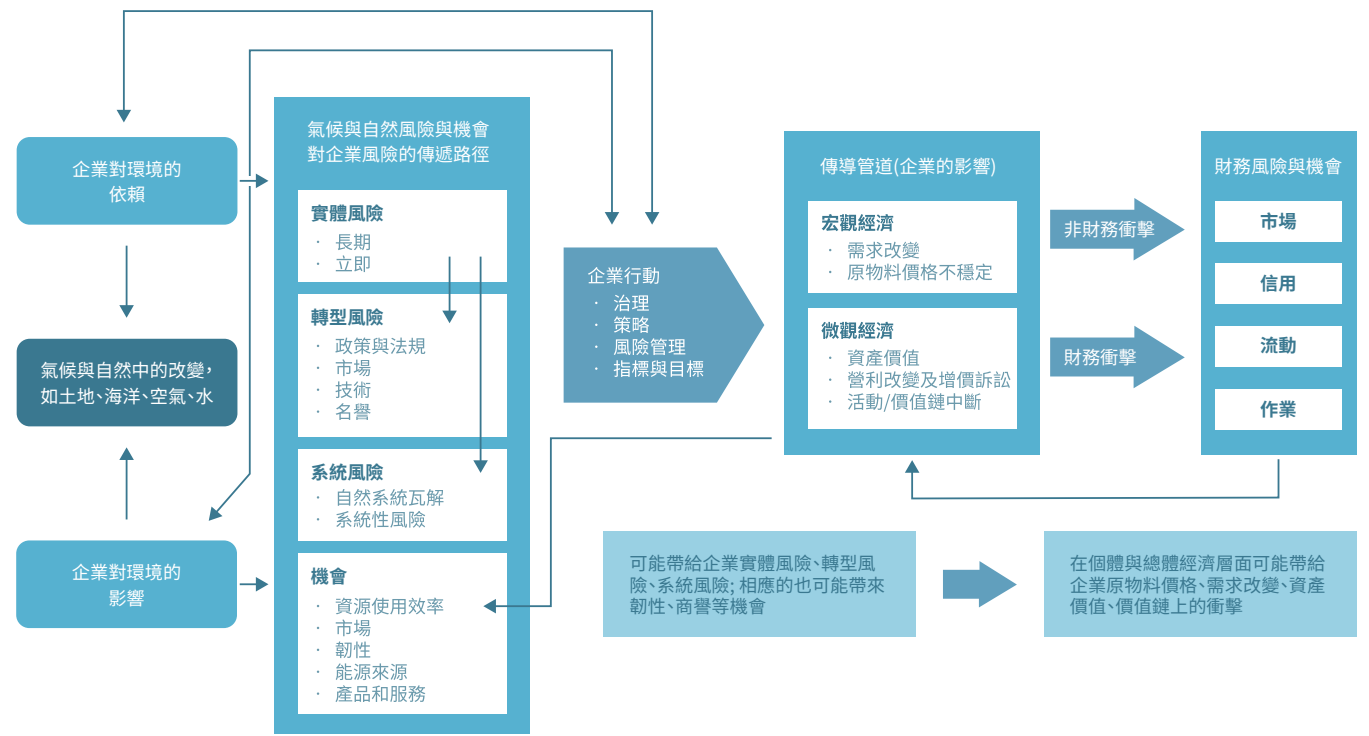 企業對環境的
依賴
氣候與自然中的改變，
如土地、海洋、空氣、水
企業對環境的
影響
氣候與自然風險與機會
對企業風險的傳遞路徑
實體風險
· 長期
· 立即
轉型風險
· 政策與法規
· 市場
· 技術
· 名譽
系統風險
· 自然系統瓦解
· 系統性風險
機會
· 資源使用效率
· 市場
· 韌性
· 能源來源
· 產品和服務
企業行動
· 治理
· 策略
· 風險管理
· 指標與目標
傳導管道(企業的影響)
宏觀經濟
· 需求改變
· 原物料價格不穩定
微觀經濟
· 資產價值
· 營利改變及增價訴訟
· 活動/價值鏈中斷
非財務衝擊
財務衝擊
財務風險與機會
市場
信用
流動
作業
可能帶給企業實體風險、轉型風
險、系統風險; 相應的也可能帶來
韌性、商譽等機會
在個體與總體經濟層面可能帶給
企業原物料價格、需求改變、資產
價值、價值鏈上的衝擊